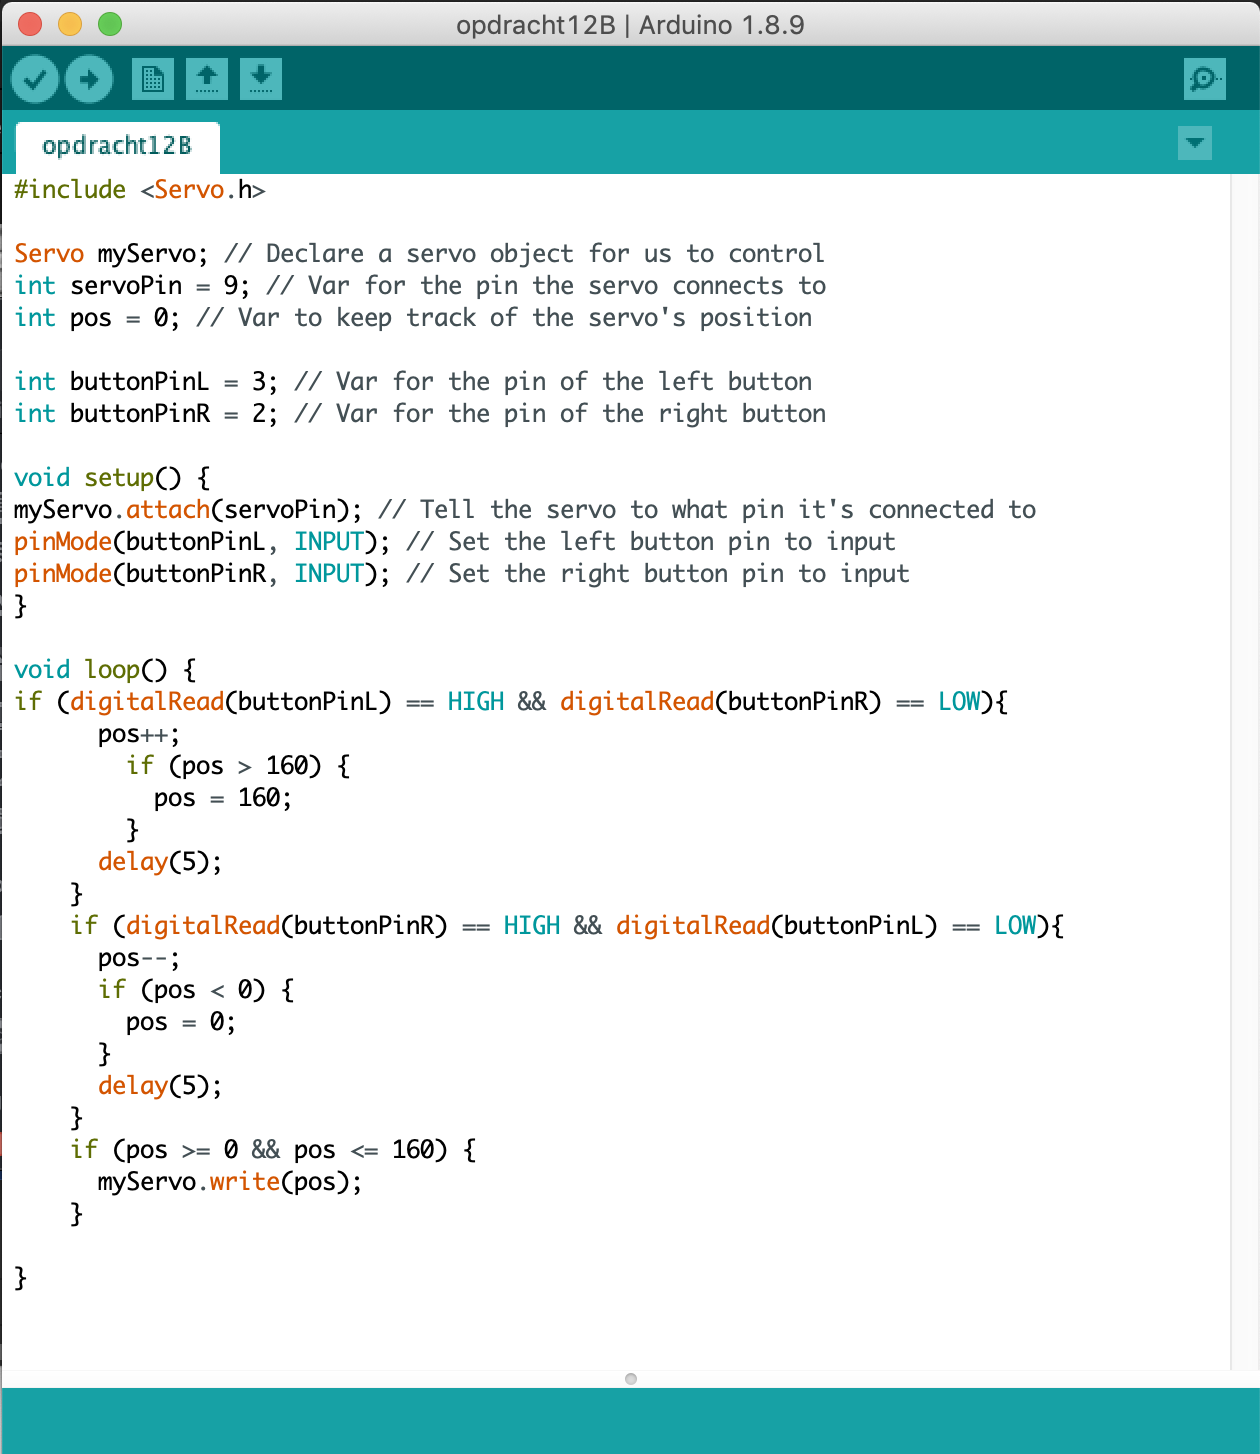 opdracht12B | Arduino 1.8.9
opdracht12B
#include <Servo.h>
Servo myServo; // Declare a servo object for us to control
int servoPin = 9; // Var for the pin the servo connects to
int pos = 0; // Var to keep track of the servo's position
int buttonPinL = 3; // Var for the pin of the left button
int buttonPinR = 2; // Var for the pin of the right button
void setup() {
myServo.attach(servoPin); // Tell the servo to what pin it's connected to
pinMode(buttonPinL, INPUT); // Set the left button pin to input
pinMode(buttonPinR, INPUT); // Set the right button pin to input
}
void loop() {
if (digitalRead(buttonPinL) == HIGH && digitalRead(buttonPinR) == LOW){
pos++;
if (pos > 160) {
pos = 160;
}
delay(5);
}
if (digitalRead(buttonPinR) == HIGH && digitalRead(buttonPinL) == LOW){
pos--;
if (pos < 0) {
pos = 0;
}
delay(5);
}
if (pos >= 0 && pos <= 160) {
myServo.write(pos);
}
}